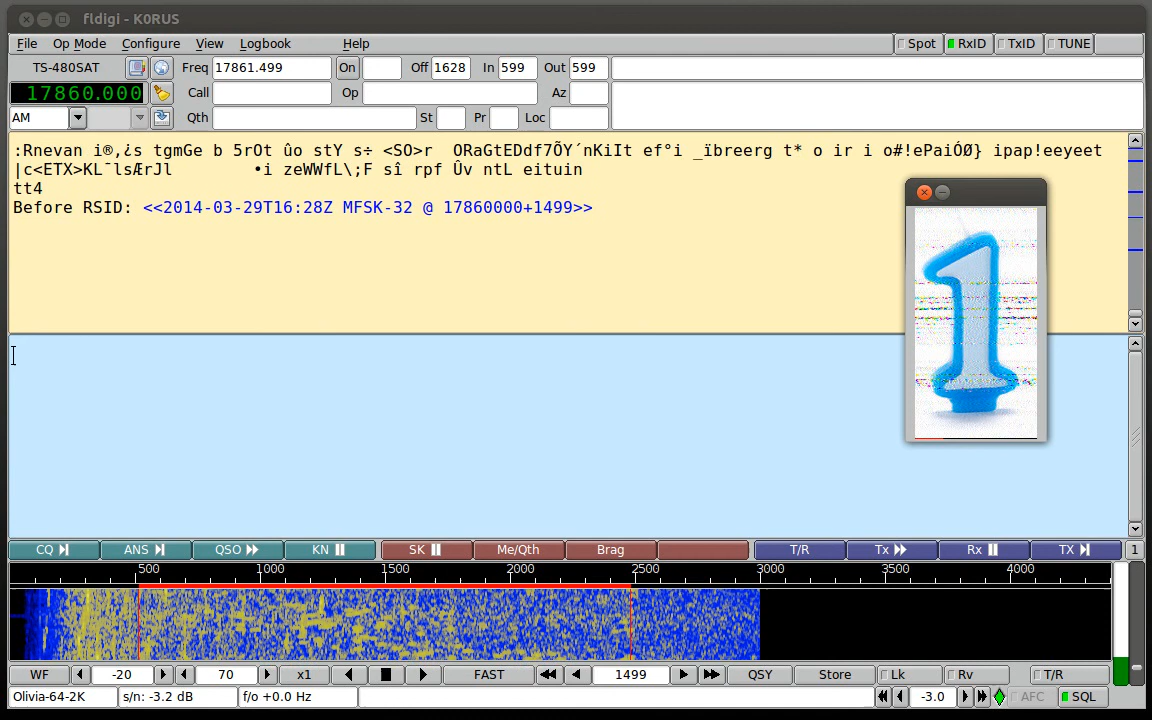 fldigi - K0RUS
File Op Mode Configure View Logbook Help Spot RxID TxID TUNE
TS-480SAT Freq 17861.499 On Off 1628 In 599 Out 599
17860.000 Call Op Az
AM Qth St Pr Loc
:Rnevan i®,¿s tgmGe b 5rOt ûo stY s÷ <SO>r ORaGtEDdf7ÕY´nKiIt ef°i _ïbreerg t* o ir i o#!ePaiÓØ} ipap!eeyeet
|c<ETX>KL¯lsÆrJl •i zeWWfL\;F sî rpf Ûv ntL eituin
tt4
Before RSID: <<2014-03-29T16:28Z MFSK-32 @ 17860000+1499>>
1
CQ ANS QSO KN SK Me/Qth Brag T/R Tx Rx TX 1
500 1000 1500 2000 2500 3000 3500 4000
WF -20 70 x1 FAST 1499 QSY Store Lk Rv T/R
Olivia-64-2K s/n: -3.2 dB f/o +0.0 Hz -3.0 AFC SQL